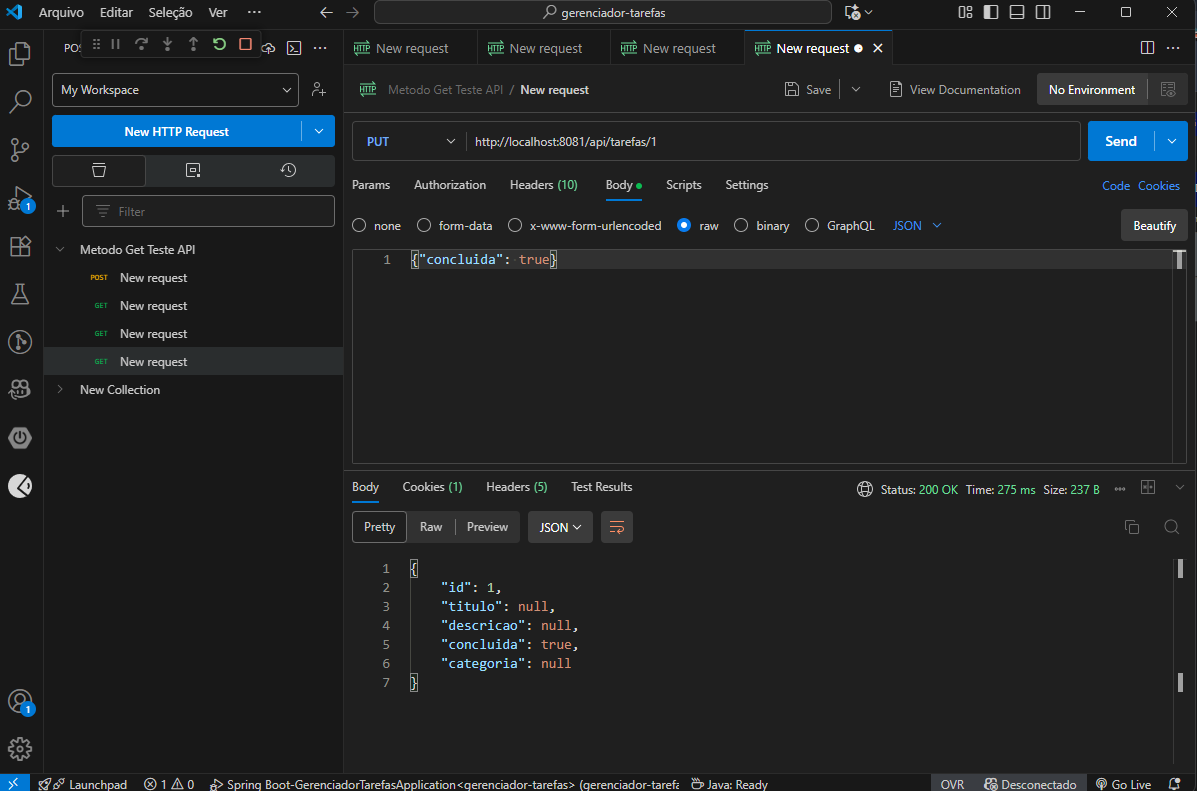 Arquivo Editar Seleção Ver ··· gerenciador-tarefas
New request New request New request New request
My Workspace
Metodo Get Teste API / New request Save View Documentation No Environment
New HTTP Request
PUT http://localhost:8081/api/tarefas/1 Send
Params Authorization Headers (10) Body Scripts Settings Code Cookies
Filter
none form-data x-www-form-urlencoded raw binary GraphQL JSON Beautify
Metodo Get Teste API
POST New request
GET New request
GET New request
GET New request
New Collection
1 {"concluida": true}
Body Cookies (1) Headers (5) Test Results Status: 200 OK Time: 275 ms Size: 237 B
Pretty Raw Preview JSON
1 {
2 "id": 1,
3 "titulo": null,
4 "descricao": null,
5 "concluida": true,
6 "categoria": null
7 }
1
1
Launchpad 1 0 Spring Boot-GerenciadorTarefasApplication<gerenciador-tarefas> (gerenciador-tarefa Java: Ready OVR Desconectado Go Live